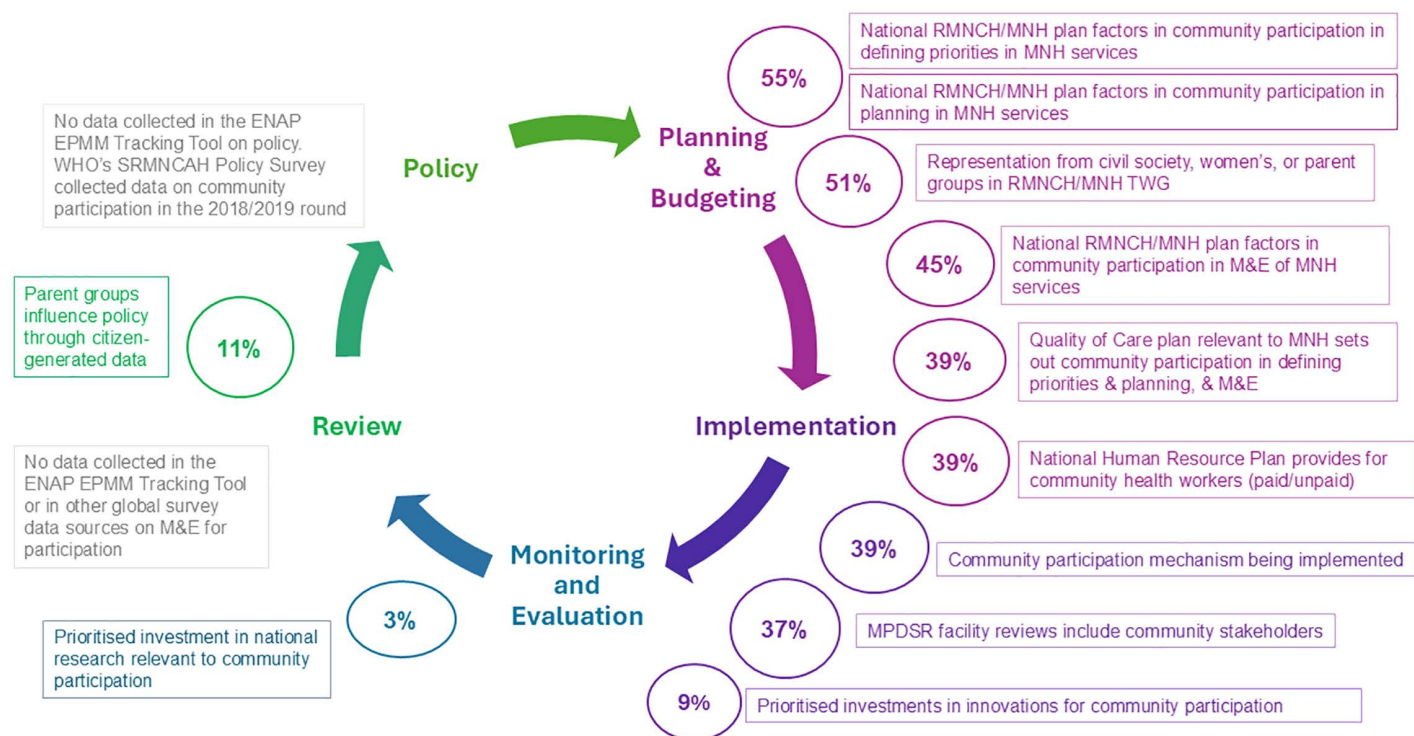 No data collected in the ENAP
EPMM Tracking Tool on policy.
WHO's SRMNCAH Policy Survey
collected data on community
participation in the 2018/2019 round
Policy
Planning
&
Budgeting
55%
National RMNCH/MNH plan factors in community participation in
defining priorities in MNH services
National RMNCH/MNH plan factors in community participation in
planning in MNH services
51%
Representation from civil society, women's, or parent
groups in RMNCH/MNH TWG
45%
National RMNCH/MNH plan factors in
community participation in M&E of MNH
services
39%
Quality of Care plan relevant to MNH sets
out community participation in defining
priorities & planning, & M&E
39%
National Human Resource Plan provides for
community health workers (paid/unpaid)
Implementation
39%
Community participation mechanism being implemented
37%
MPDSR facility reviews include community stakeholders
9%
Prioritised investments in innovations for community participation
Monitoring
and
Evaluation
3%
Prioritised investment in national
research relevant to community
participation
No data collected in the
ENAP EPMM Tracking Tool
or in other global survey
data sources on M&E for
participation
Review
11%
Parent groups
influence policy
through citizen-
generated data